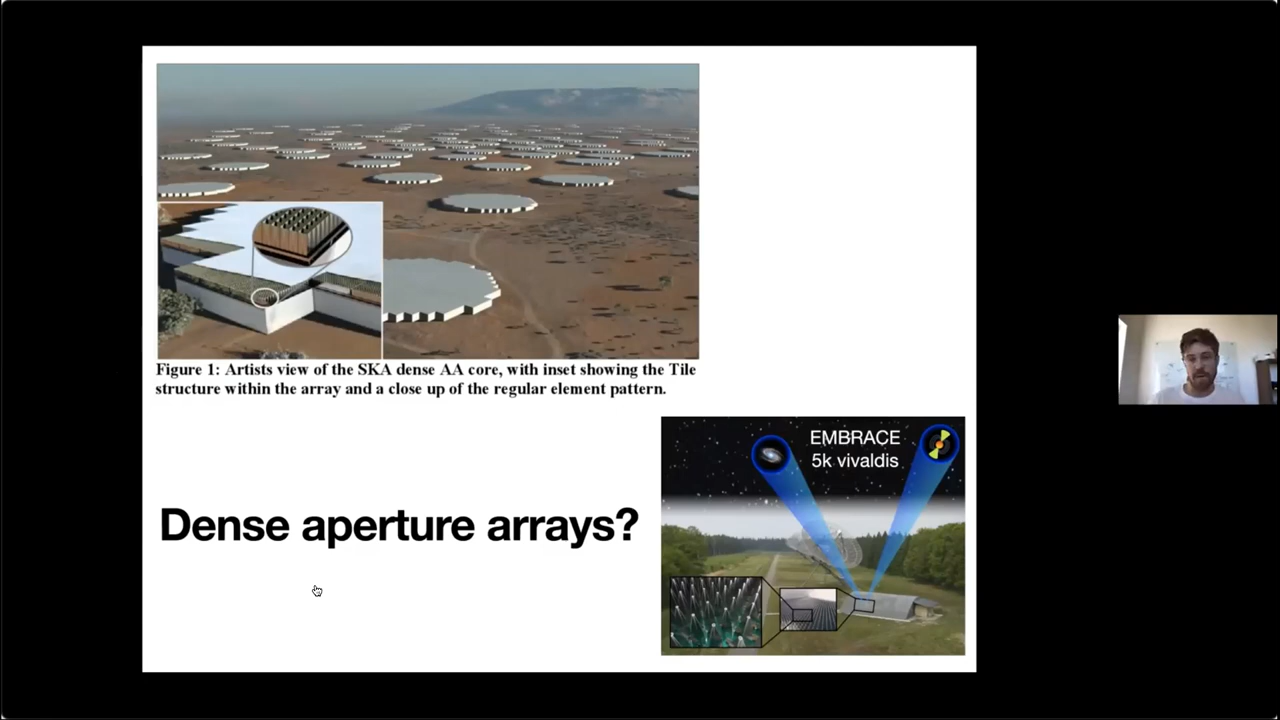 Figure 1: Artists view of the SKA dense AA core, with inset showing the Tile
structure within the array and a close up of the regular element pattern.
EMBRACE
5k vivaldis
Dense aperture arrays?